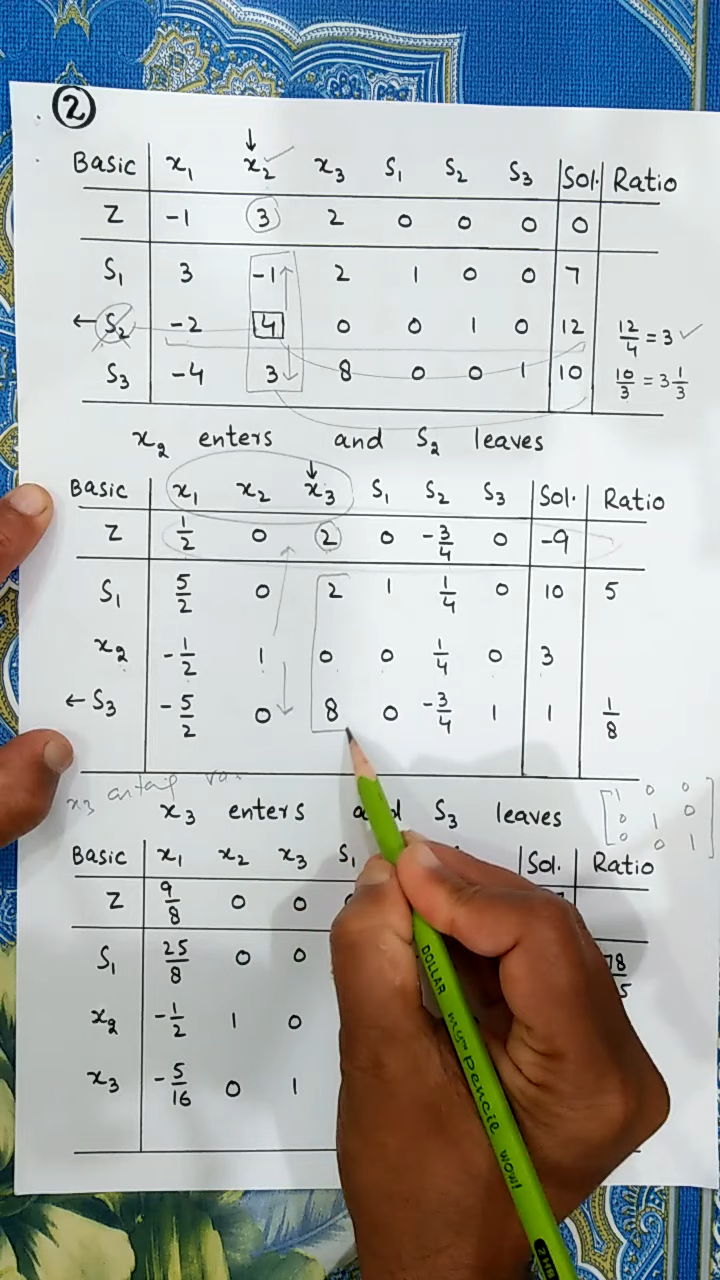 ②
Basic x₁ x₂ ✓ x₃ S₁ S₂ S₃ Sol. Ratio
Z -1 3 2 0 0 0 0
S₁ 3 -1 2 1 0 0 7
← S₂ -2 4 0 0 1 0 12 12/4 = 3 ✓
S₃ -4 3 8 0 0 1 10 10/3 = 3 1/3
x₂ enters and S₂ leaves
Basic x₁ x₂ x₃ S₁ S₂ S₃ Sol. Ratio
Z 1/2 0 2 0 -3/4 0 -9
S₁ 5/2 0 2 1 1/4 0 10 5
x₂ -1/2 1 0 0 1/4 0 3
← S₃ -5/2 0 8 0 -3/4 1 1 1/8
x₃
x₃ enters and S₃ leaves
1 0 0
0 1 0
0 0 1
Basic x₁ x₂ x₃ S₁ Sol. Ratio
Z 9/8 0 0
S₁ 25/8 0 0
x₂ -1/2 1 0
x₃ -5/16 0 1
DOLLAR my Pencil WOW!